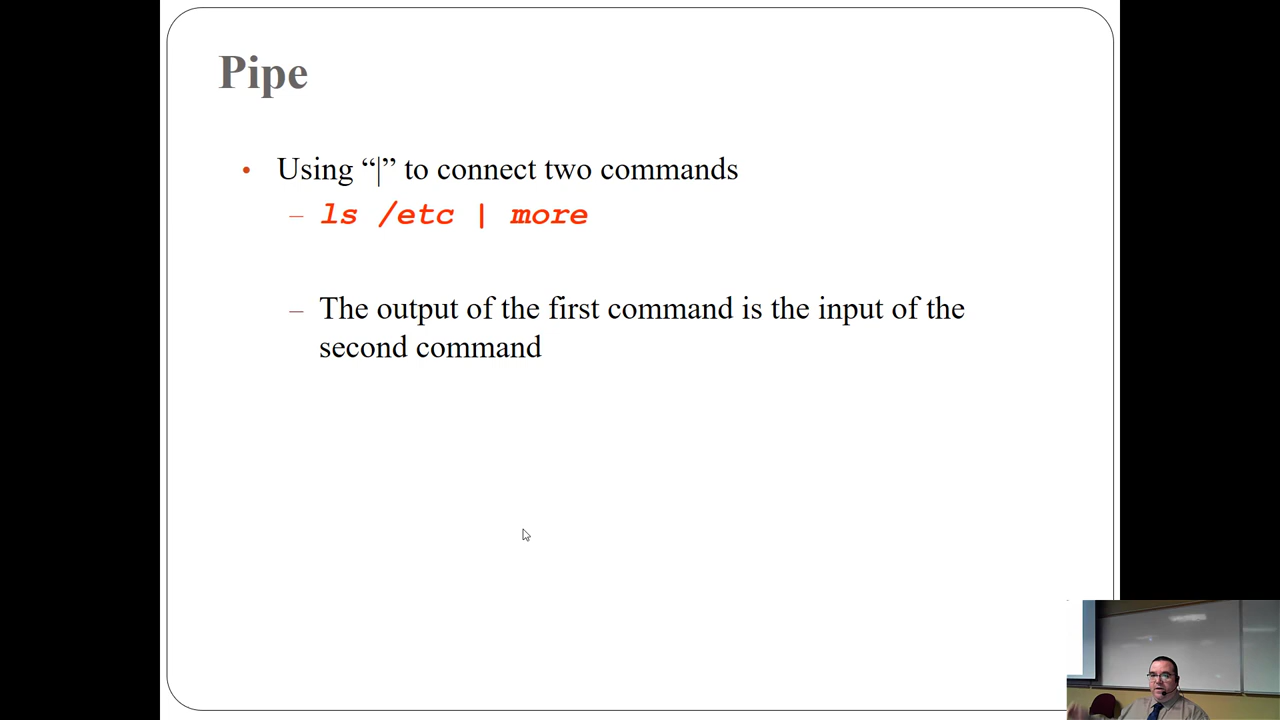 Pipe
• Using “|” to connect two commands
– ls /etc | more
– The output of the first command is the input of the
second command